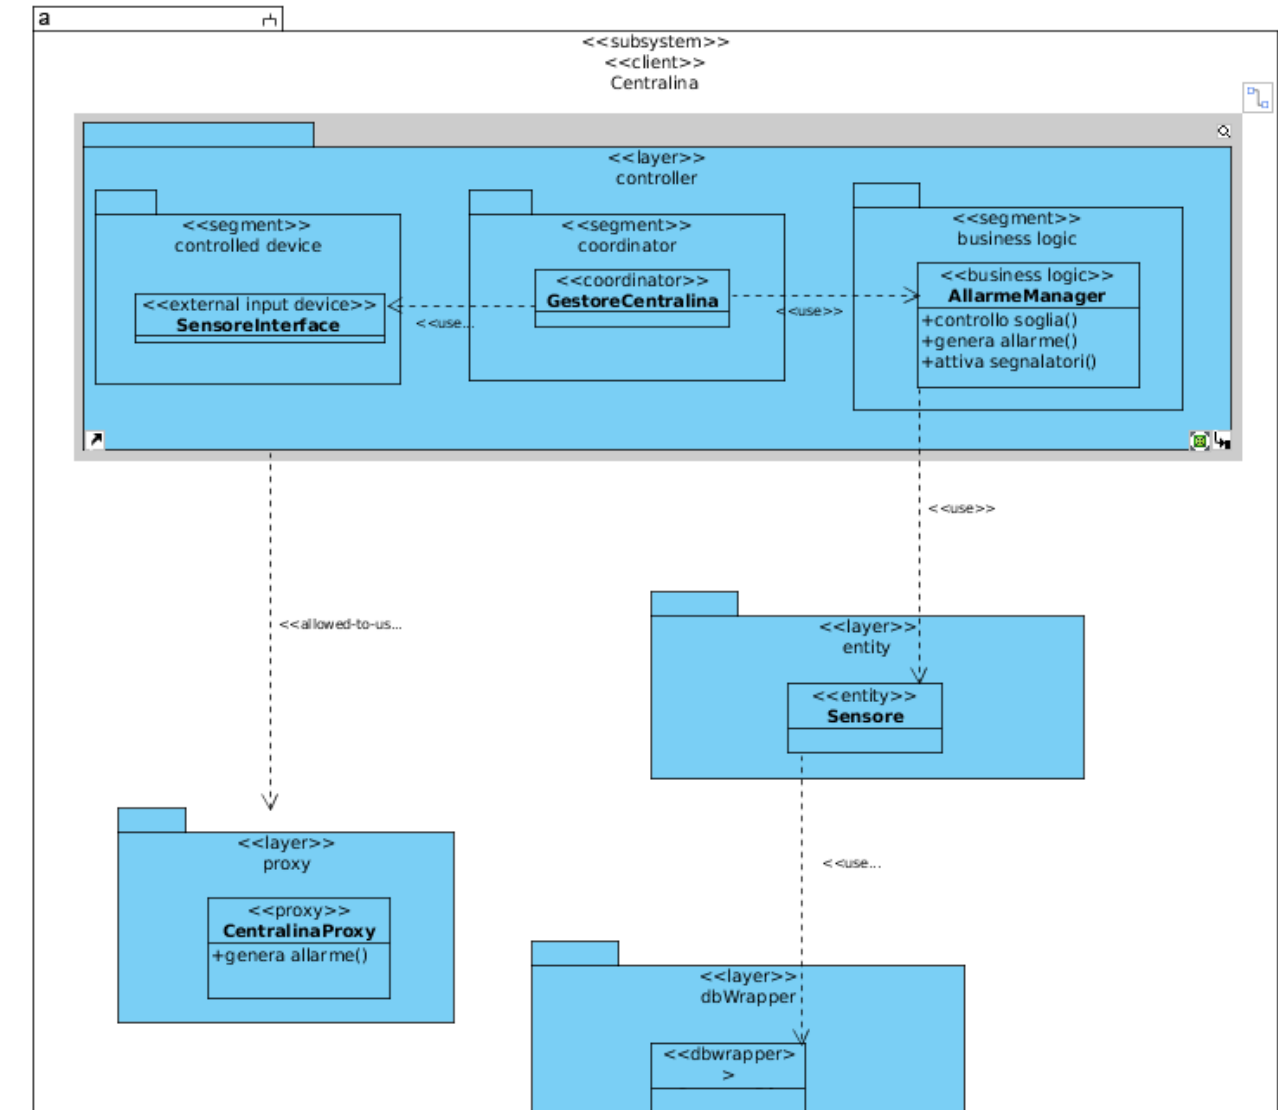 a
<<subsystem>>
<<client>>
Centralina
<<layer>>
controller
<<segment>>
controlled device
<<external input device>>
SensoreInterface
<<use...
<<segment>>
coordinator
<<coordinator>>
GestoreCentralina
<<use>>
<<segment>>
business logic
<<business logic>>
AllarmeManager
+controllo soglia()
+genera allarme()
+attiva segnalatori()
<<use>>
<<allowed-to-us...
<<layer>>
entity
<<entity>>
Sensore
<<use...
<<layer>>
proxy
<<proxy>>
CentralinaProxy
+genera allarme()
<<layer>>
dbWrapper
<<dbwrapper>
>